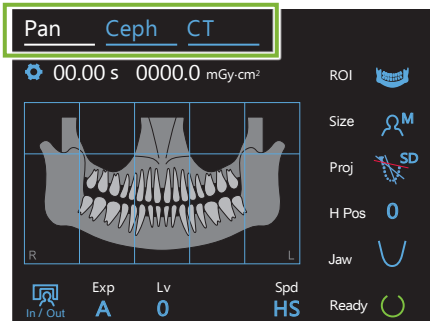 Pan Ceph CT
00.00 s 0000.0 mGy·cm²
ROI
Size M
Proj SD
H Pos 0
R L
Jaw
In / Out
Exp Lv Spd
A 0 HS
Ready